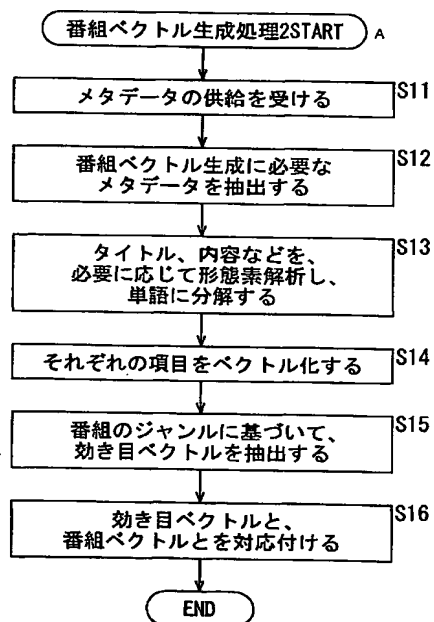 番組ベクトル生成処理2START
A
メタデータの供給を受ける
S11
番組ベクトル生成に必要な
メタデータを抽出する
S12
タイトル、内容などを、
必要に応じて形態素解析し、
単語に分解する
S13
それぞれの項目をベクトル化する
S14
番組のジャンルに基づいて、
効き目ベクトルを抽出する
S15
効き目ベクトルと、
番組ベクトルとを対応付ける
S16
END